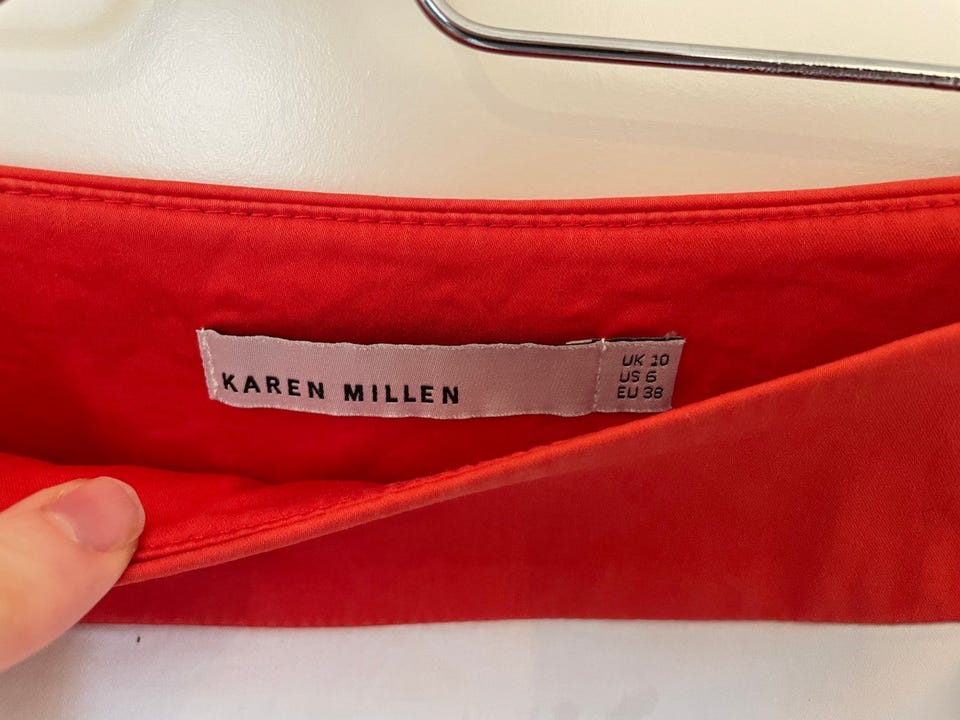 KAREN MILLEN
UK 10
US 6
EU 38